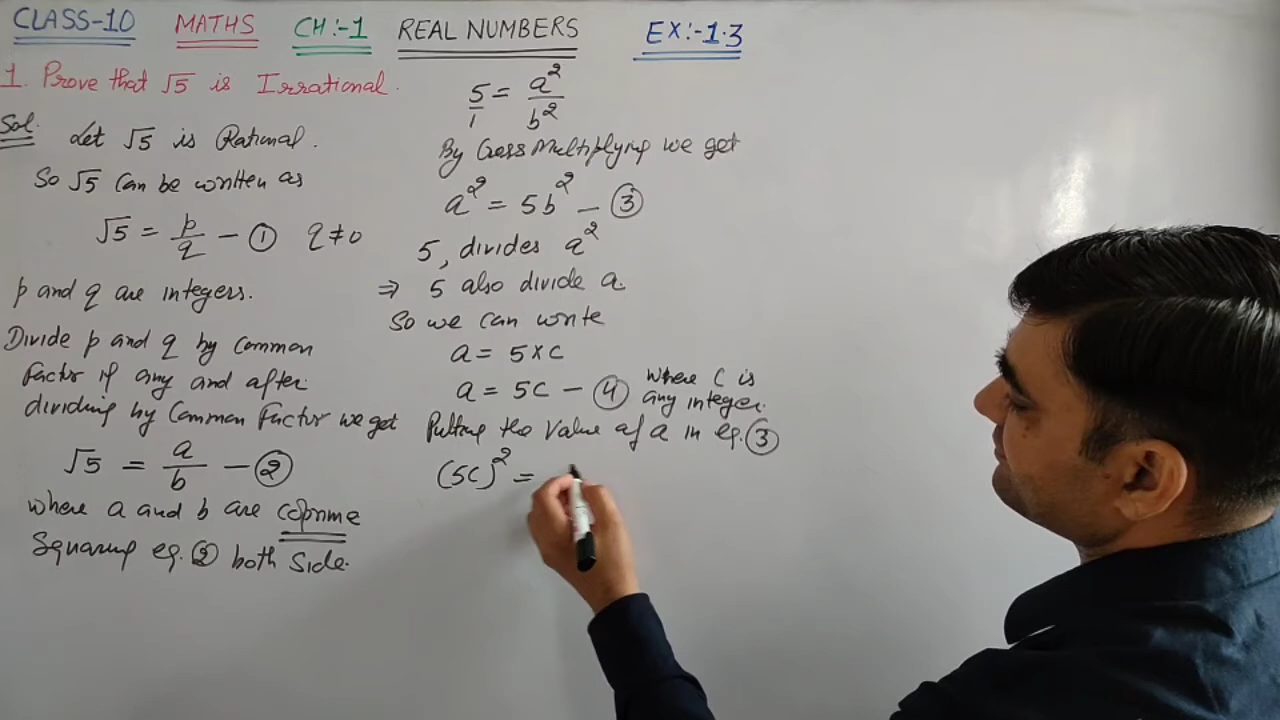 CLASS-10 MATHS CH:-1 REAL NUMBERS EX:-1.3
1. Prove that √5 is Irrational.
Sol. Let √5 is Rational.
So √5 can be written as
√5 = p/q - ① q ≠ 0
p and q are integers.
Divide p and q by common
factor if any and after
dividing by Common Factor we get
√5 = a/b - ②
where a and b are coprime
Squaring eq. ② both side.
5/1 = a²/b²
By Cross Multiplying we get
a² = 5b² - ③
5, divides a²
⇒ 5 also divide a.
So we can write
a = 5×c
a = 5c - ④ where c is
any integer.
Putting the value of a in eq. ③
(5c)² =